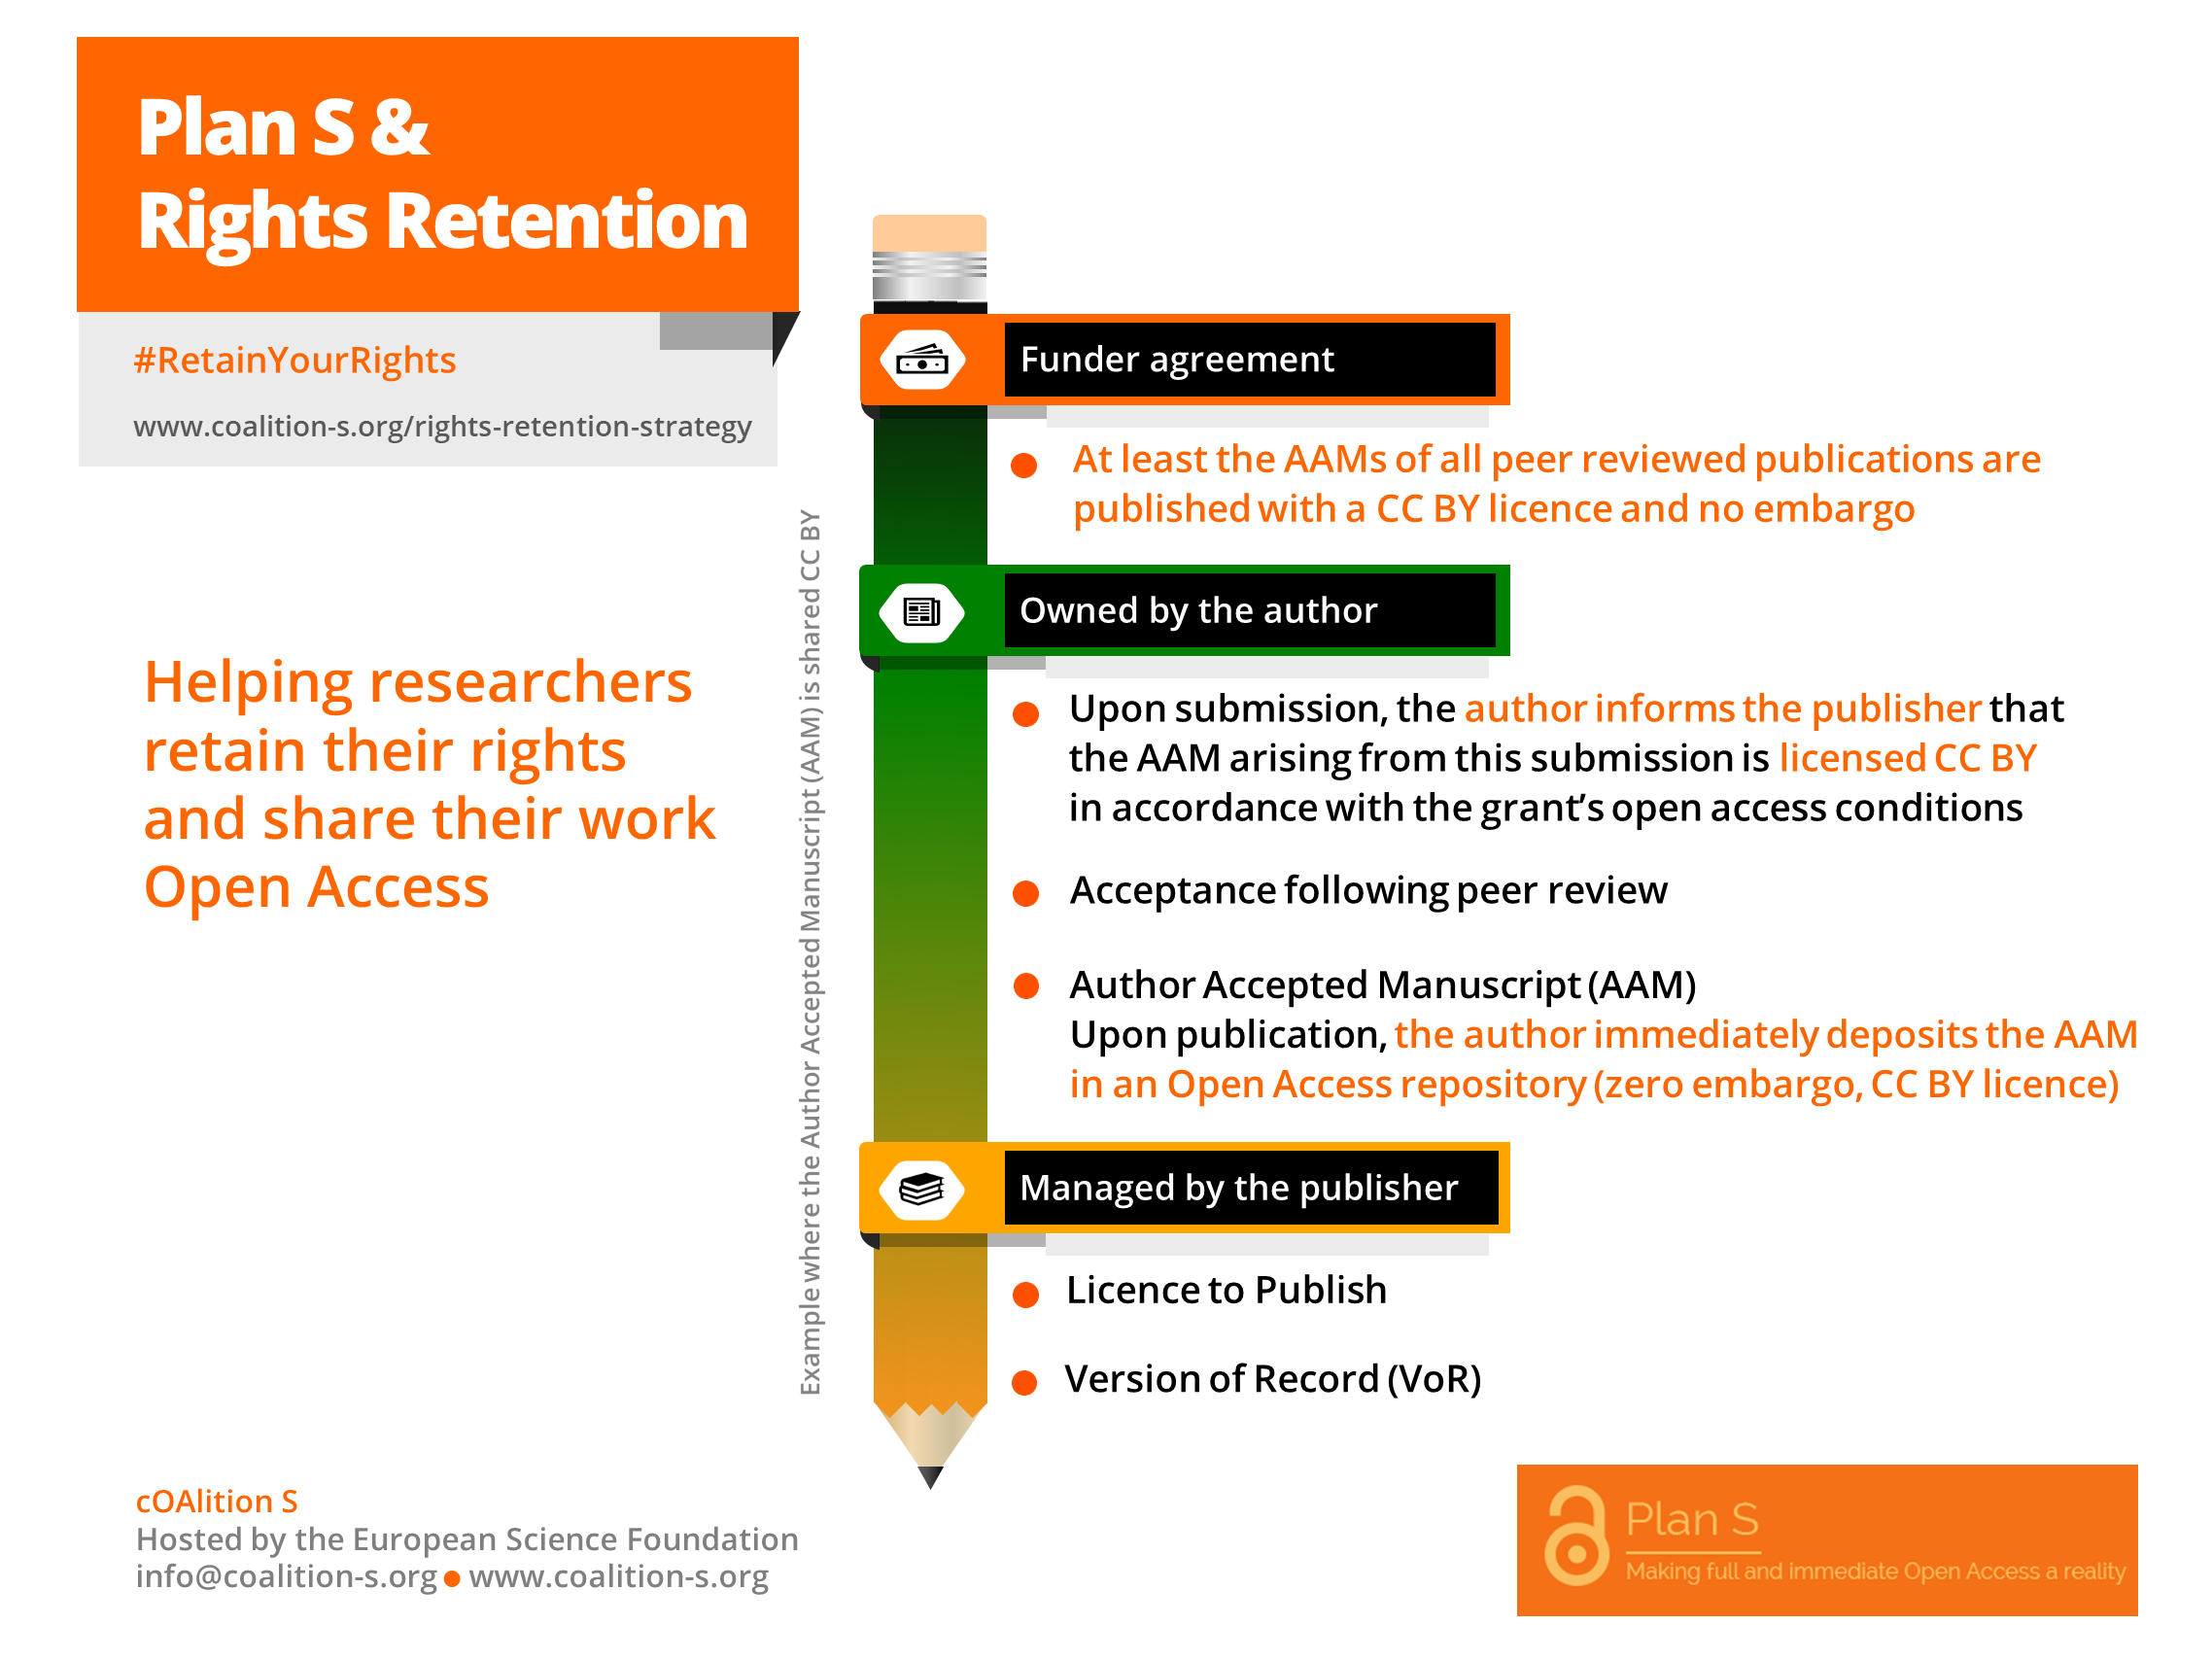 Plan S &
Rights Retention
#RetainYourRights
www.coalition-s.org/rights-retention-strategy
Helping researchers
retain their rights
and share their work
Open Access
Example where the Author Accepted Manuscript (AAM) is shared CC BY
Funder agreement
At least the AAMs of all peer reviewed publications are
published with a CC BY licence and no embargo
Owned by the author
Upon submission, the author informs the publisher that
the AAM arising from this submission is licensed CC BY
in accordance with the grant’s open access conditions
Acceptance following peer review
Author Accepted Manuscript (AAM)
Upon publication, the author immediately deposits the AAM
in an Open Access repository (zero embargo, CC BY licence)
Managed by the publisher
Licence to Publish
Version of Record (VoR)
cOAlition S
Hosted by the European Science Foundation
info@coalition-s.org ● www.coalition-s.org
Plan S
Making full and immediate Open Access a reality